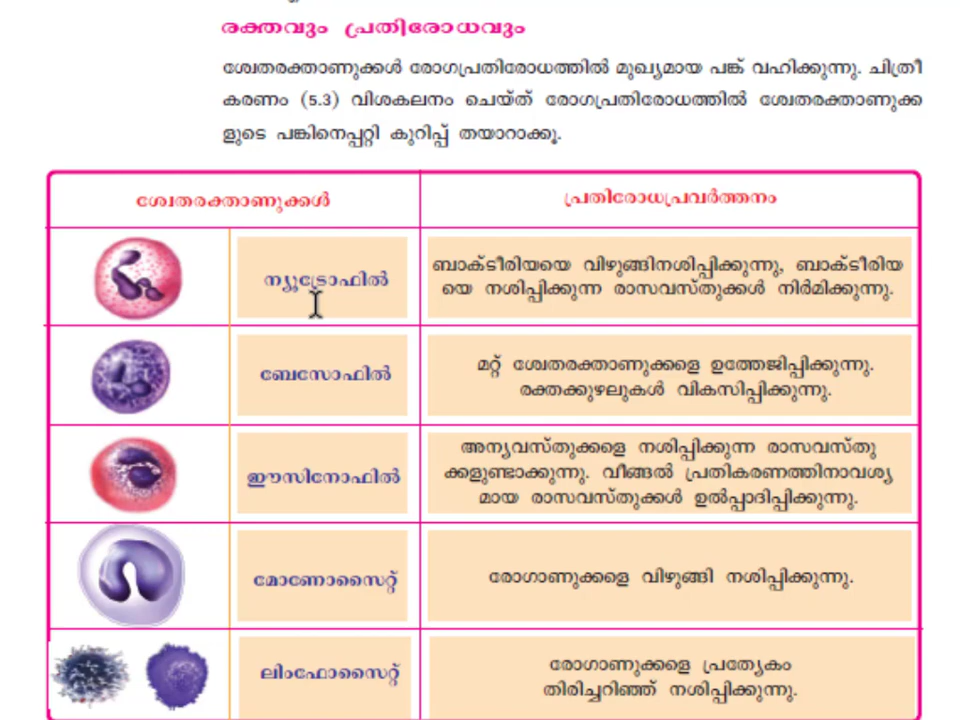 രക്തവും പ്രതിരോധവും
ശ്വേതരക്താണുക്കൾ രോഗപ്രതിരോധത്തിൽ മുഖ്യമായ പങ്ക് വഹിക്കുന്നു. ചിത്രീ
കരണം (5.3) വിശകലനം ചെയ്ത് രോഗപ്രതിരോധത്തിൽ ശ്വേതരക്താണുക്ക
ളുടെ പങ്കിനെപ്പറ്റി കുറിപ്പ് തയാറാക്കൂ.
ശ്വേതരക്താണുക്കൾ
പ്രതിരോധപ്രവർത്തനം
ന്യൂട്രോഫിൽ
ബാക്ടീരിയയെ വിഴുങ്ങിനശിപ്പിക്കുന്നു, ബാക്ടീരിയ
യെ നശിപ്പിക്കുന്ന രാസവസ്തുക്കൾ നിർമിക്കുന്നു.
ബേസോഫിൽ
മറ്റ് ശ്വേതരക്താണുക്കളെ ഉത്തേജിപ്പിക്കുന്നു.
രക്തക്കുഴലുകൾ വികസിപ്പിക്കുന്നു.
ഈസിനോഫിൽ
അന്യവസ്തുക്കളെ നശിപ്പിക്കുന്ന രാസവസ്തു
ക്കളുണ്ടാക്കുന്നു. വീങ്ങൽ പ്രതികരണത്തിനാവശ്യ
മായ രാസവസ്തുക്കൾ ഉൽപ്പാദിപ്പിക്കുന്നു.
മോണോസൈറ്റ്
രോഗാണുക്കളെ വിഴുങ്ങി നശിപ്പിക്കുന്നു.
ലിംഫോസൈറ്റ്
രോഗാണുക്കളെ പ്രത്യേകം
തിരിച്ചറിഞ്ഞ് നശിപ്പിക്കുന്നു.